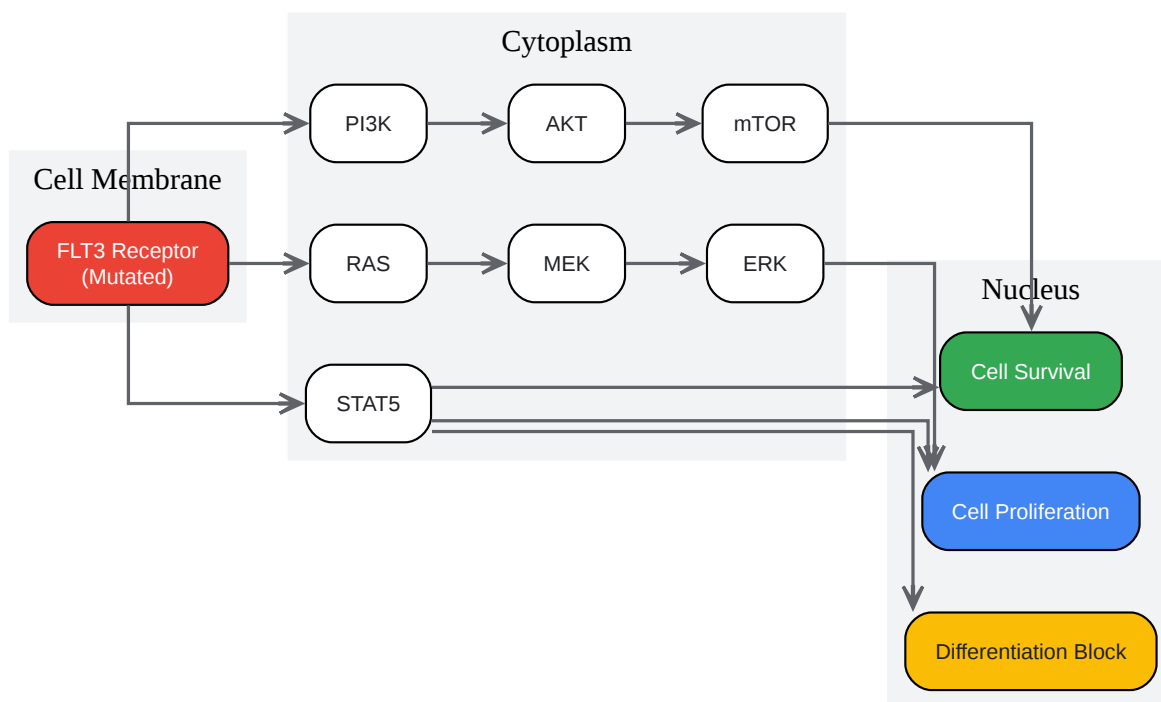 Cytoplasm
PI3K
AKT
mTOR
Cell Membrane
FLT3 Receptor
(Mutated)
RAS
MEK
ERK
Nucleus
Cell Survival
STAT5
Cell Proliferation
Differentiation Block